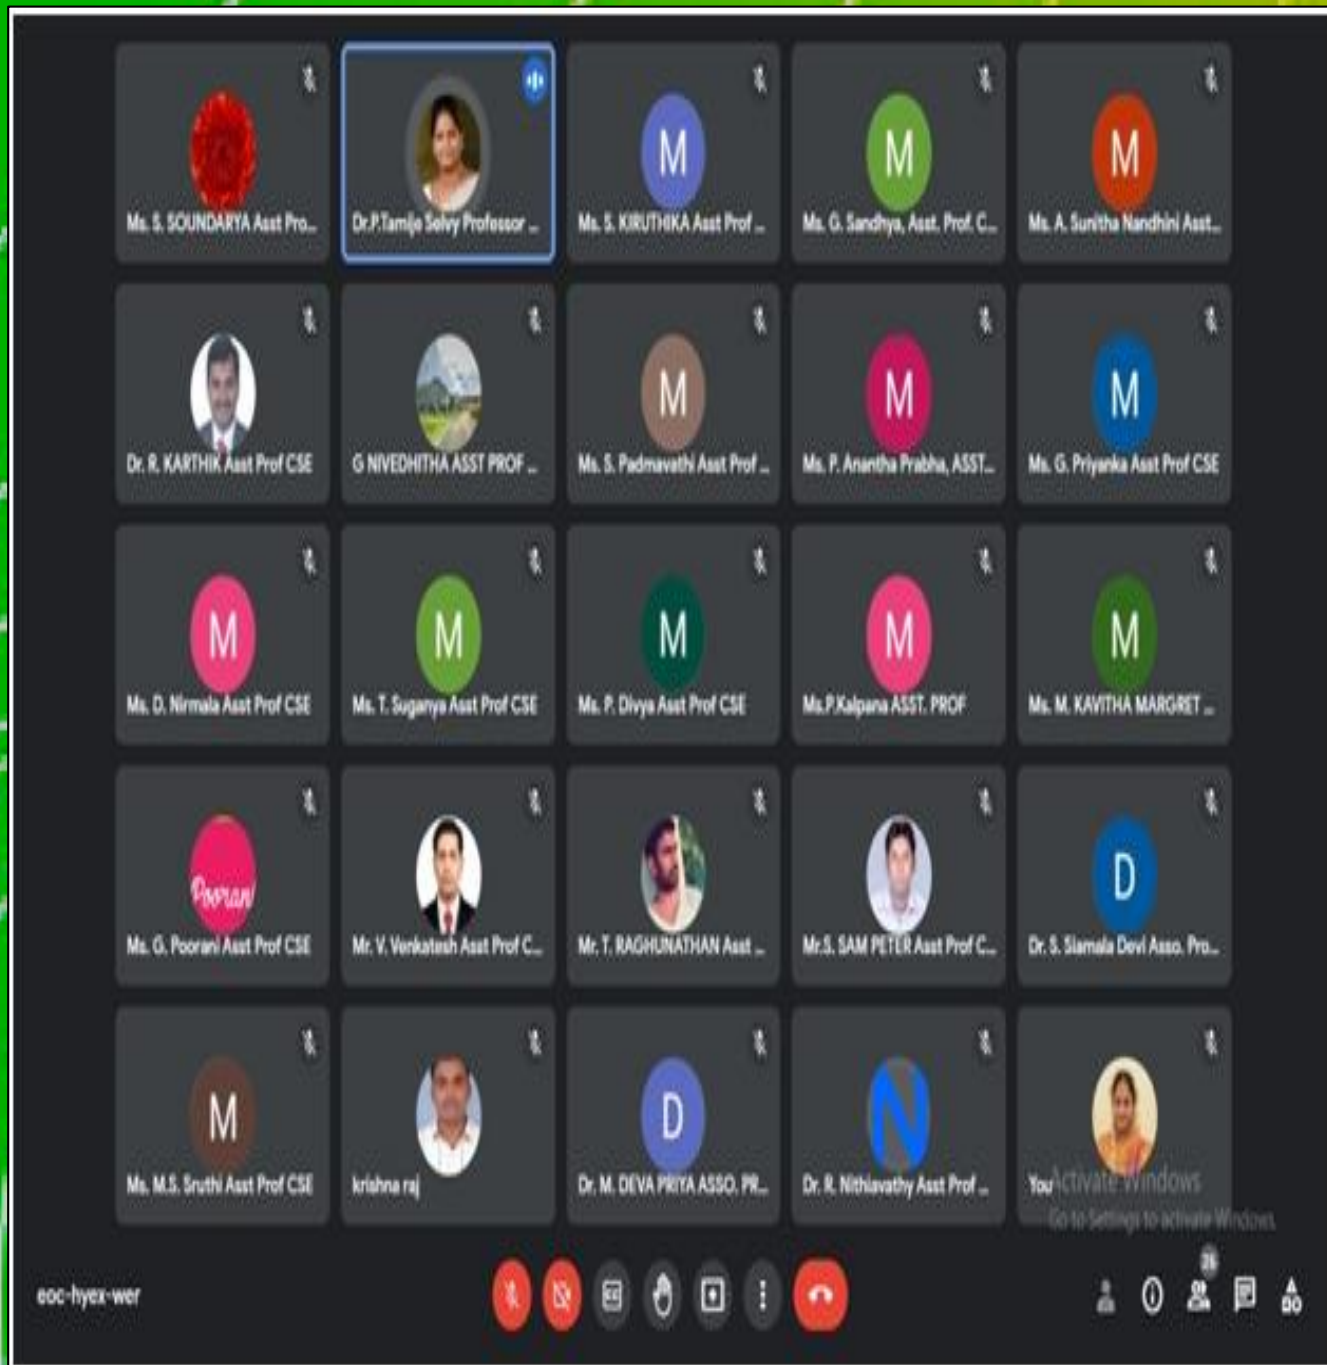 Ms. S. SOUNDARYA Asst Pro...
Dr.P.Tamije Selvy Professor ...
M
Ms. S. KIRUTHIKA Asst Prof ...
M
Ms. G. Sandhya, Asst. Prof. C...
M
Ms. A. Sunitha Nandhini Asst...
Dr. R. KARTHIK Asst Prof CSE
G NIVEDHITHA ASST PROF ...
M
Ms. S. Padmavathi Asst Prof ...
M
Ms. P. Anantha Prabha, ASST...
M
Ms. G. Priyanka Asst Prof CSE
M
Ms. D. Nirmala Asst Prof CSE
M
Ms. T. Suganya Asst Prof CSE
M
Ms. P. Divya Asst Prof CSE
M
Ms.P.Kalpana ASST. PROF
M
Ms. M. KAVITHA MARGRET ...
Poorani
Ms. G. Poorani Asst Prof CSE
Mr. V. Venkatesh Asst Prof C...
Mr. T. RAGHUNATHAN Asst ...
Mr.S. SAM PETER Asst Prof C...
D
Dr. S. Siamala Devi Asso. Pro...
M
Ms. M.S. Sruthi Asst Prof CSE
krishna raj
D
Dr. M. DEVA PRIYA ASSO. PR...
N
Dr. R. Nithiavathy Asst Prof ...
You
Activate Windows
Go to Settings to activate Windows.
eoc-hyex-wer